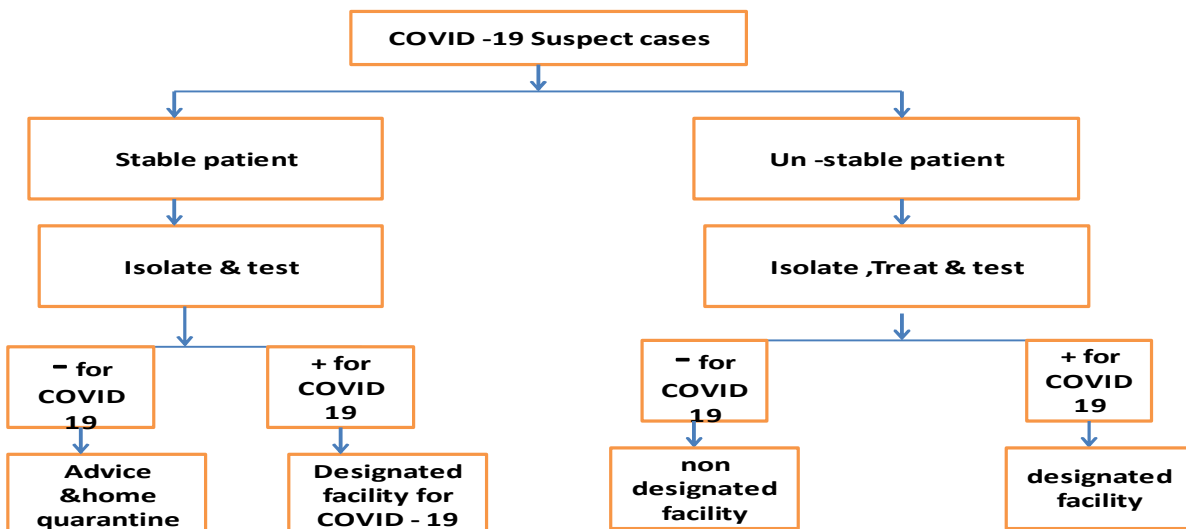 COVID -19 Suspect cases
Stable patient
Un -stable patient
Isolate & test
Isolate ,Treat & test
– for
COVID
19
+ for
COVID
19
– for
COVID
19
+ for
COVID
19
Advice
&home
quarantine
Designated
facility for
COVID - 19
non
designated
facility
designated
facility